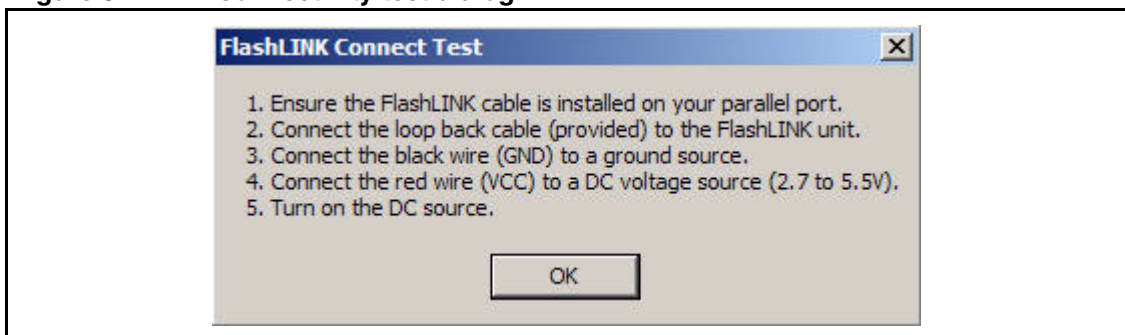 FlashLINK Connect Test
1. Ensure the FlashLINK cable is installed on your parallel port.
2. Connect the loop back cable (provided) to the FlashLINK unit.
3. Connect the black wire (GND) to a ground source.
4. Connect the red wire (VCC) to a DC voltage source (2.7 to 5.5V).
5. Turn on the DC source.
OK